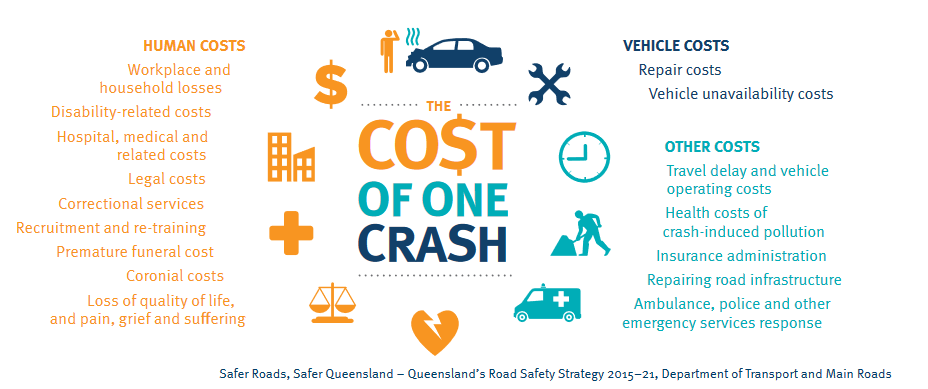 HUMAN COSTS
Workplace and
household losses
Disability-related costs
Hospital, medical and
related costs
Legal costs
Correctional services
Recruitment and re-training
Premature funeral cost
Coronial costs
Loss of quality of life,
and pain, grief and suffering
$
THE
CO$T
OF ONE
CRASH
VEHICLE COSTS
Repair costs
Vehicle unavailability costs
OTHER COSTS
Travel delay and vehicle
operating costs
Health costs of
crash-induced pollution
Insurance administration
Repairing road infrastructure
Ambulance, police and other
emergency services response
Safer Roads, Safer Queensland – Queensland's Road Safety Strategy 2015–21, Department of Transport and Main Roads